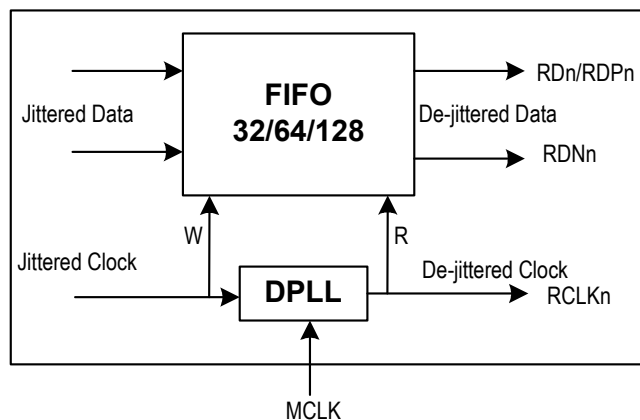 Jittered Data
FIFO
32/64/128
RDn/RDPn
De-jittered Data
RDNn
W
R
Jittered Clock
DPLL
De-jittered Clock
RCLKn
MCLK